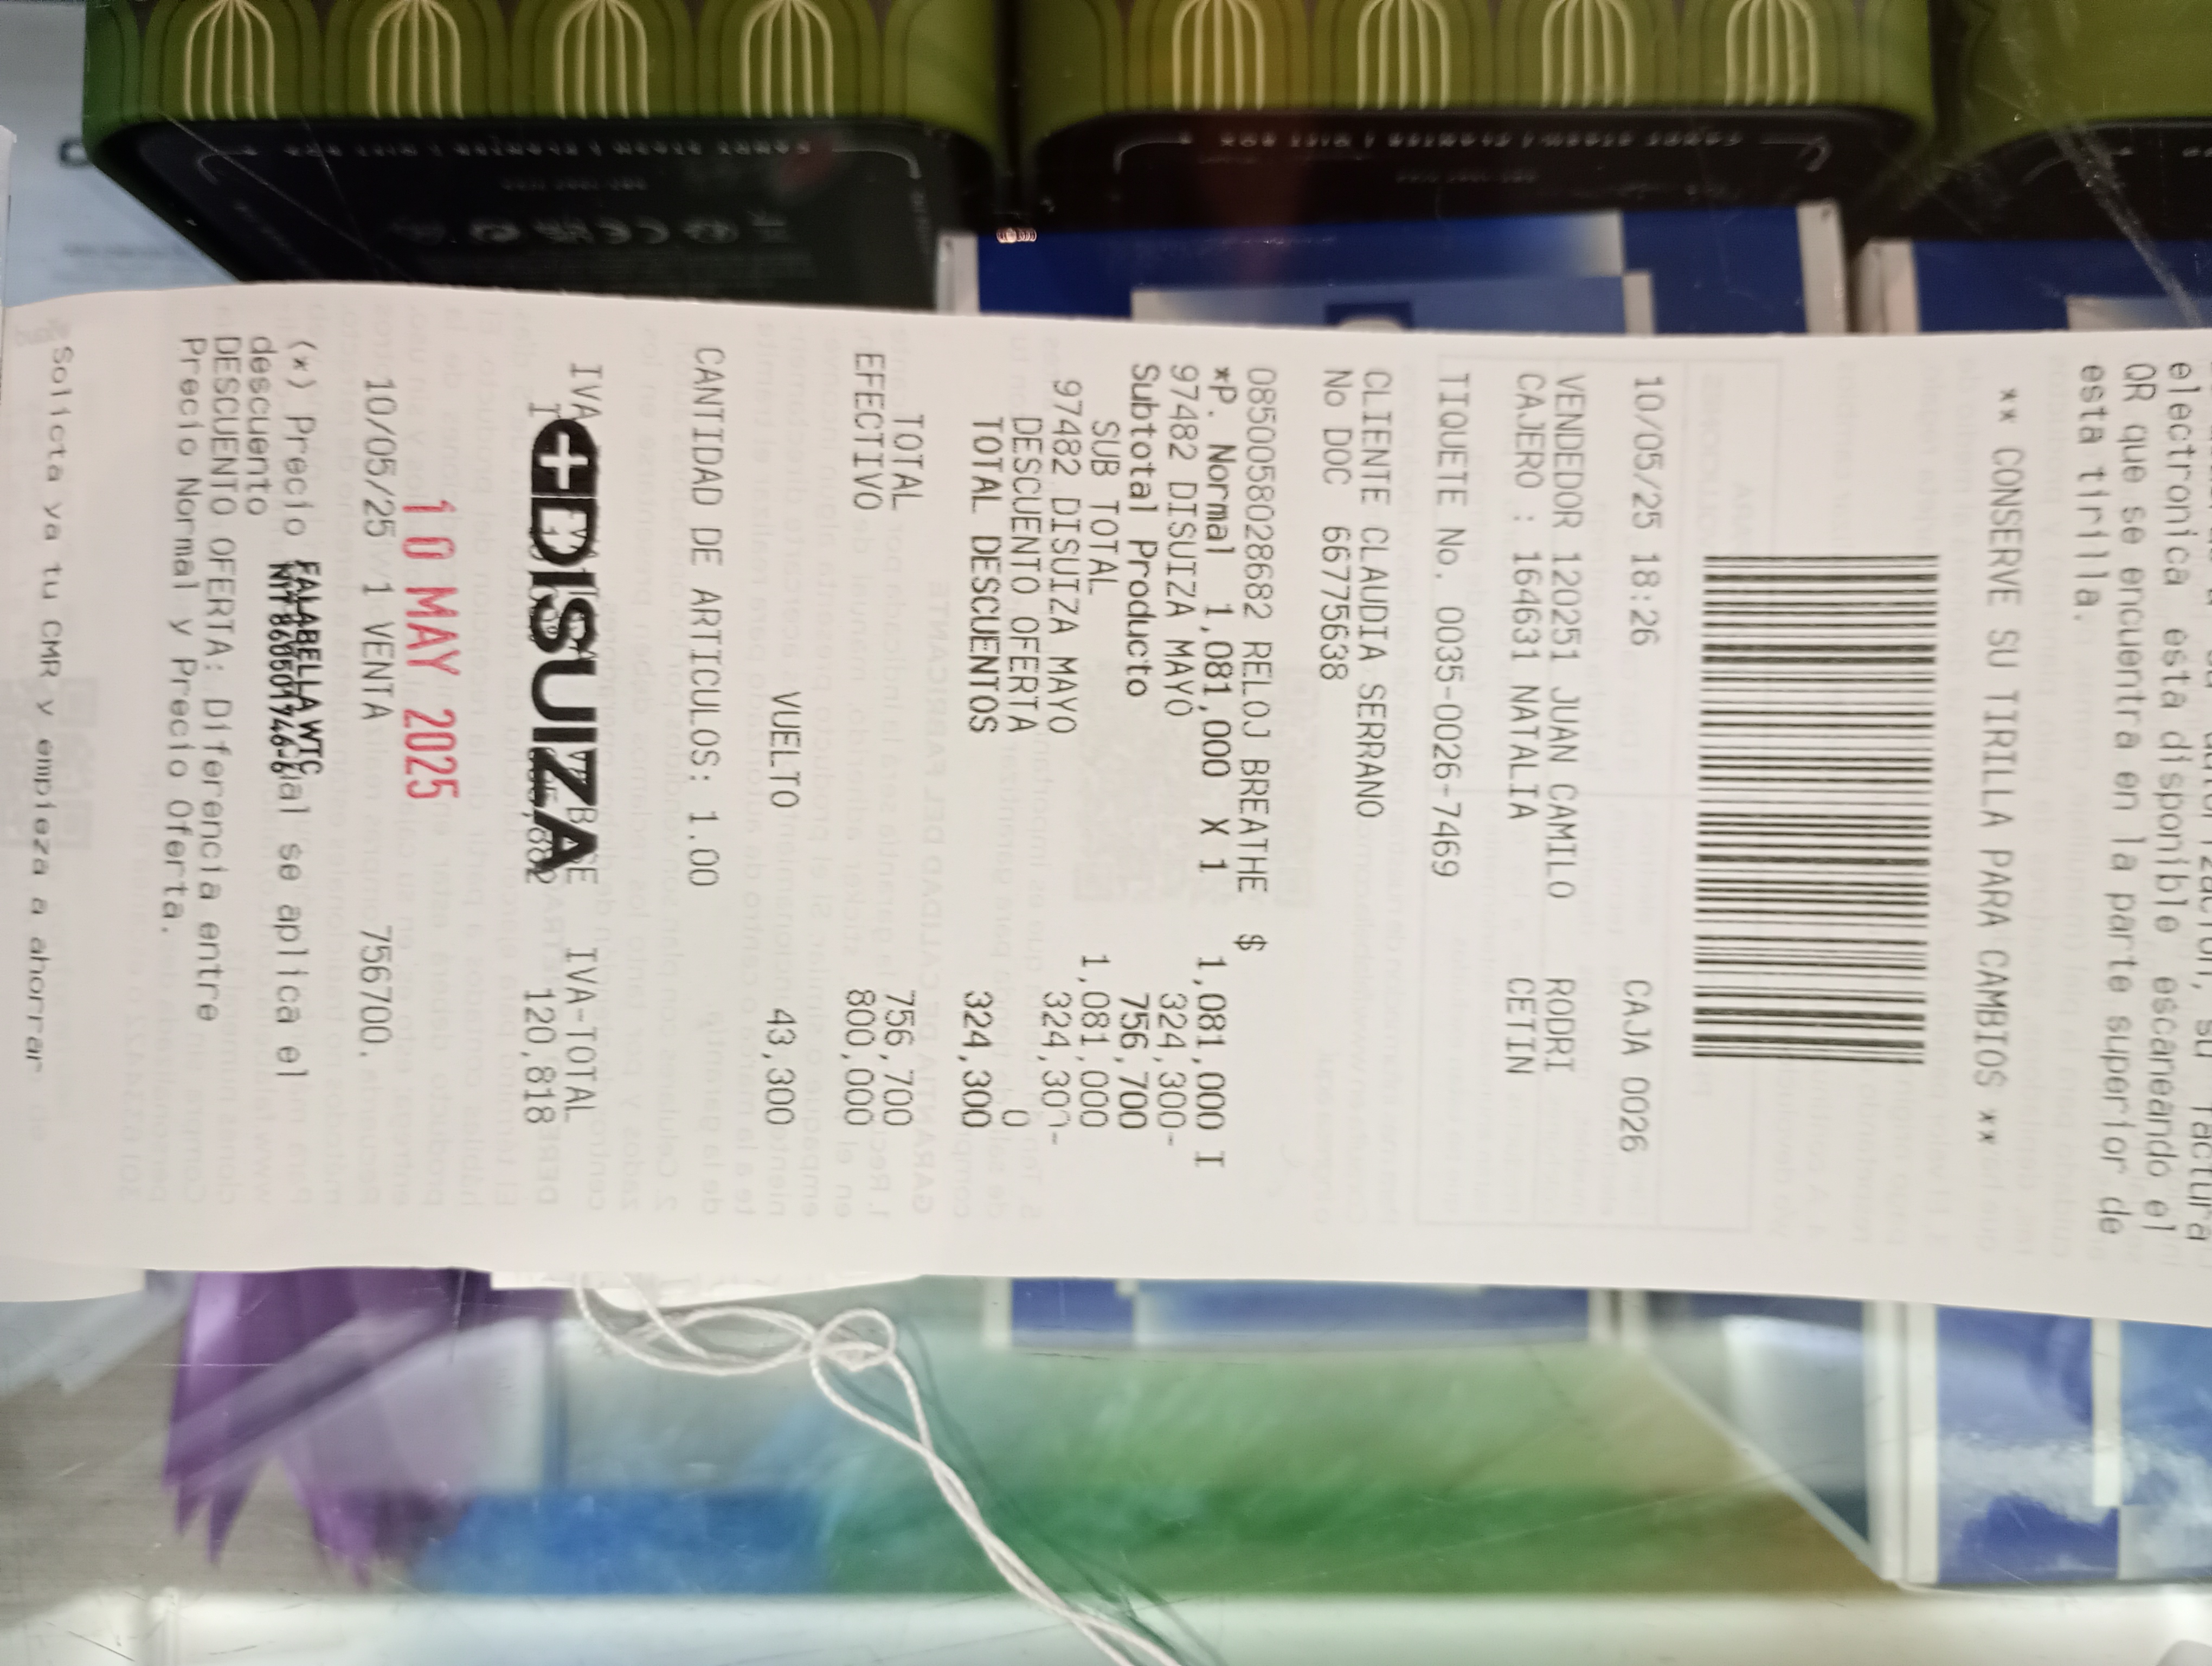 electronica esta disponible escaneando el
QR que se encuentra en la parte superior de
esta tirilla.
** CONSERVE SU TIRILLA PARA CAMBIOS **
10/05/25 18:26 CAJA 0026
VENDEDOR 120251 JUAN CAMILO RODRI
CAJERO : 164631 NATALIA CETIN
TIQUETE No. 0035-0026-7469
CLIENTE CLAUDIA SERRANO
No DOC 66775638
0850058028682 RELOJ BREATHE $
*P. Normal 1,081,000 X 1 1,081,000 I
97482 DISUIZA MAYO 324,300-
Subtotal Producto 756,700
SUB TOTAL 1,081,000
97482 DISUIZA MAYO 324,300-
DESCUENTO OFERTA 0
TOTAL DESCUENTOS 324,300
TOTAL 756,700
EFECTIVO 800,000
VUELTO 43,300
CANTIDAD DE ARTICULOS: 1.00
IVA IVA-TOTAL
DISUIZA 120,818
10 MAY 2025
10/05/25 1 VENTA 756700.
(*) Precio se aplica el
FALABELLA WTC
NIT 860501746-6
descuento
DESCUENTO OFERTA: Diferencia entre
Precio Normal y Precio Oferta.
Solicta ya tu CMR y empieza a ahorrar